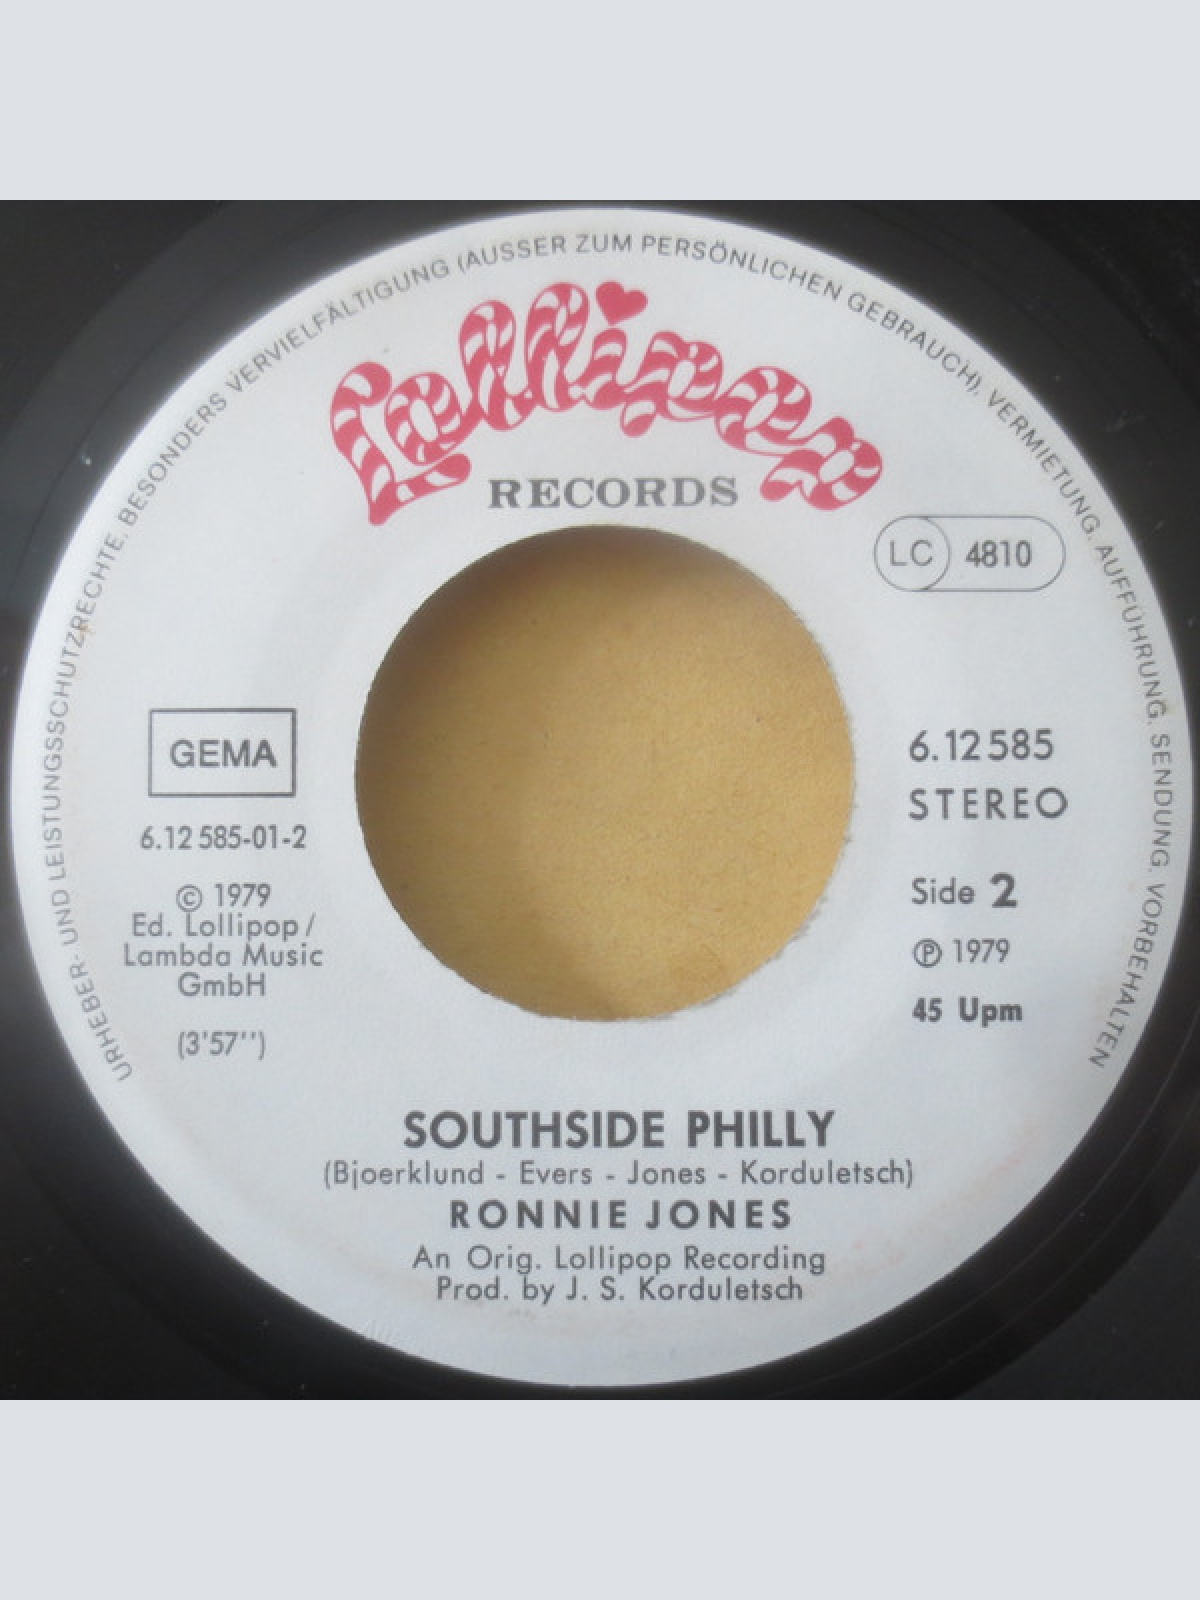 URHEBER- UND LEISTUNGSSCHUTZRECHTE. BESONDERS VERVIELFÄLTIGUNG (AUSSER ZUM PERSÖNLICHEN GEBRAUCH). VERMIETUNG. AUFFÜHRUNG. SENDUNG. VORBEHALTEN
Lollipop
RECORDS
LC 4810
GEMA
6.12 585-01-2
© 1979
Ed. Lollipop /
Lambda Music
GmbH
(3'57'')
6.12 585
STEREO
Side 2
℗ 1979
45 Upm
SOUTHSIDE PHILLY
(Bjoerklund - Evers - Jones - Korduletsch)
RONNIE JONES
An Orig. Lollipop Recording
Prod. by J. S. Korduletsch